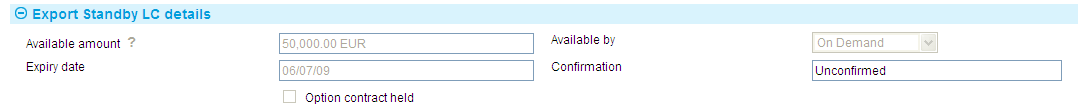 Export Standby LC details
Available amount ? 50,000.00 EUR Available by On Demand
Expiry date 06/07/09 Confirmation Unconfirmed
Option contract held